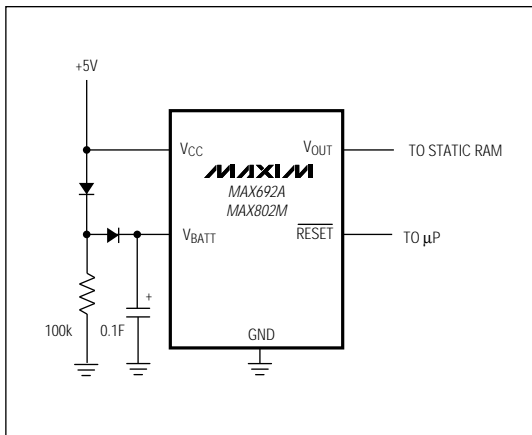 +5V
VCC
VOUT
TO STATIC RAM
MAXIM
MAX692A
MAX802M
VBATT
RESET
TO μP
+
100k
0.1F
GND